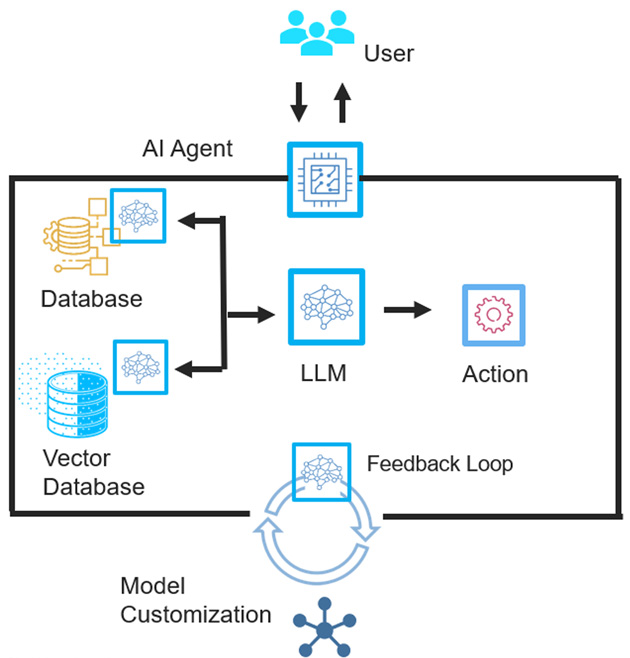 User
AI Agent
Database
LLM
Action
Vector
Database
Feedback Loop
Model
Customization